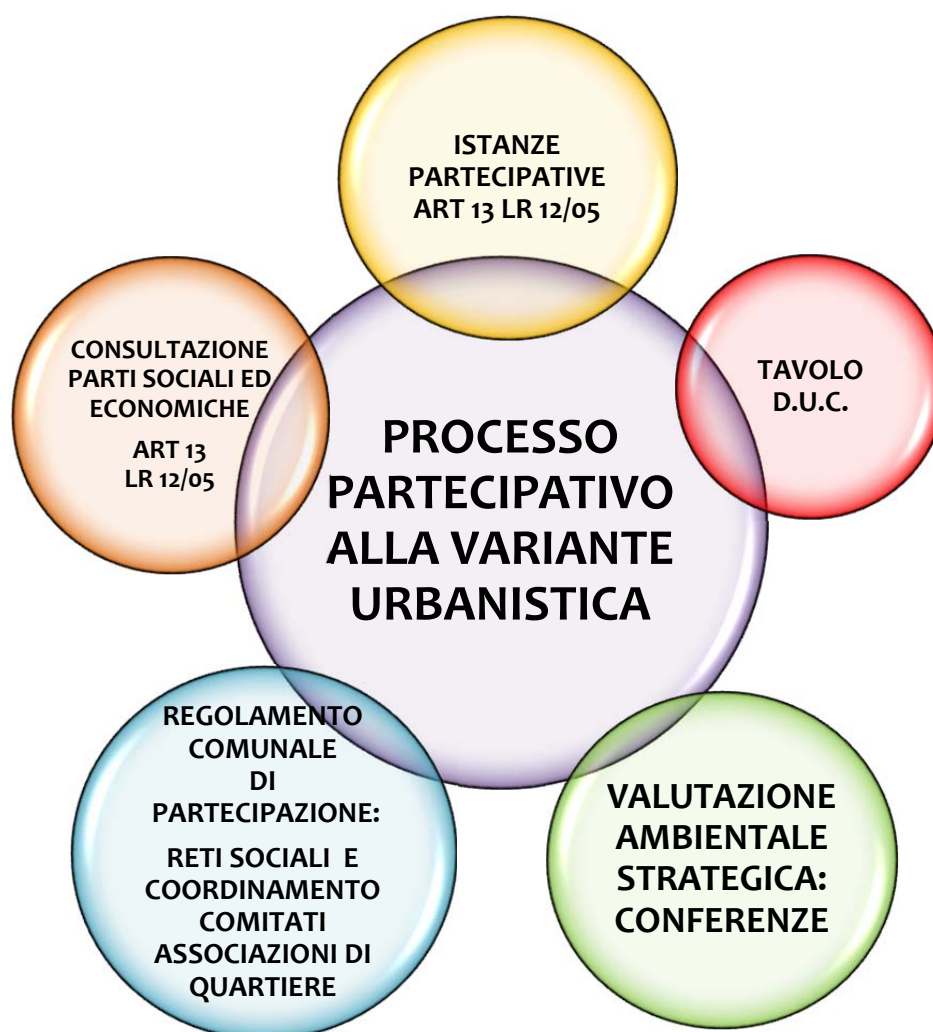 ISTANZE
PARTECIPATIVE
ART 13 LR 12/05
CONSULTAZIONE
PARTI SOCIALI ED
ECONOMICHE
ART 13
LR 12/05
TAVOLO
D.U.C.
PROCESSO
PARTECIPATIVO
ALLA VARIANTE
URBANISTICA
REGOLAMENTO
COMUNALE
DI
PARTECIPAZIONE:
RETI SOCIALI E
COORDINAMENTO
COMITATI
ASSOCIAZIONI DI
QUARTIERE
VALUTAZIONE
AMBIENTALE
STRATEGICA:
CONFERENZE